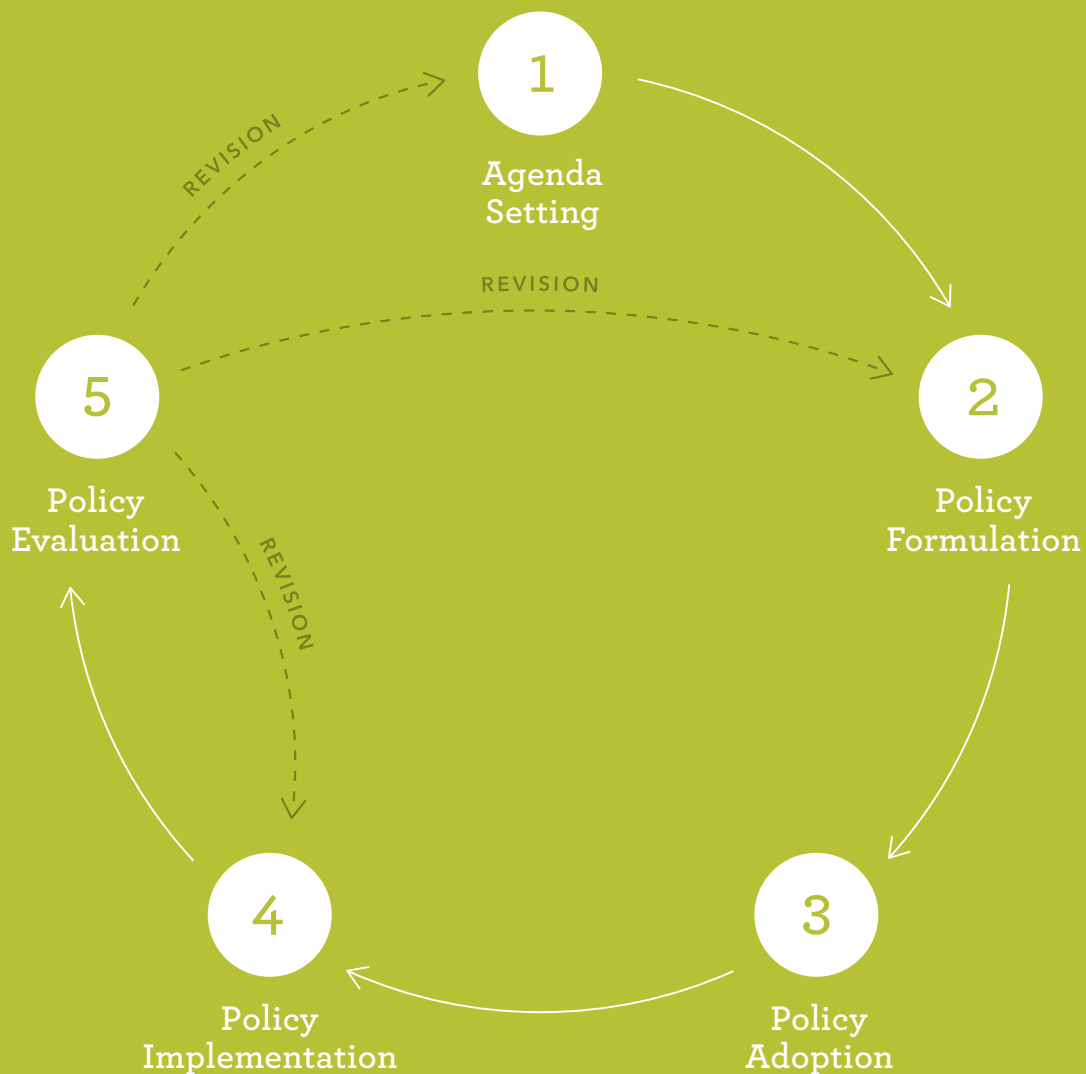 1
Agenda
Setting
REVISION
REVISION
5
Policy
Evaluation
2
Policy
Formulation
REVISION
4
Policy
Implementation
3
Policy
Adoption